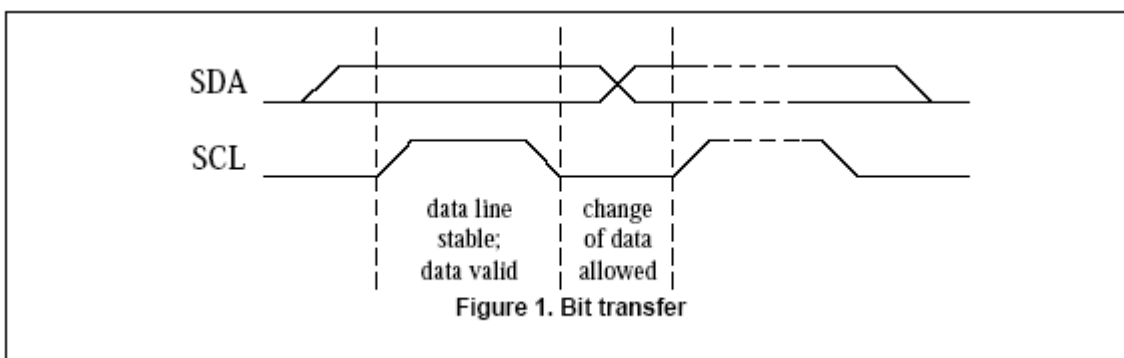 SDA
SCL
data line
stable;
data valid
change
of data
allowed
Figure 1. Bit transfer